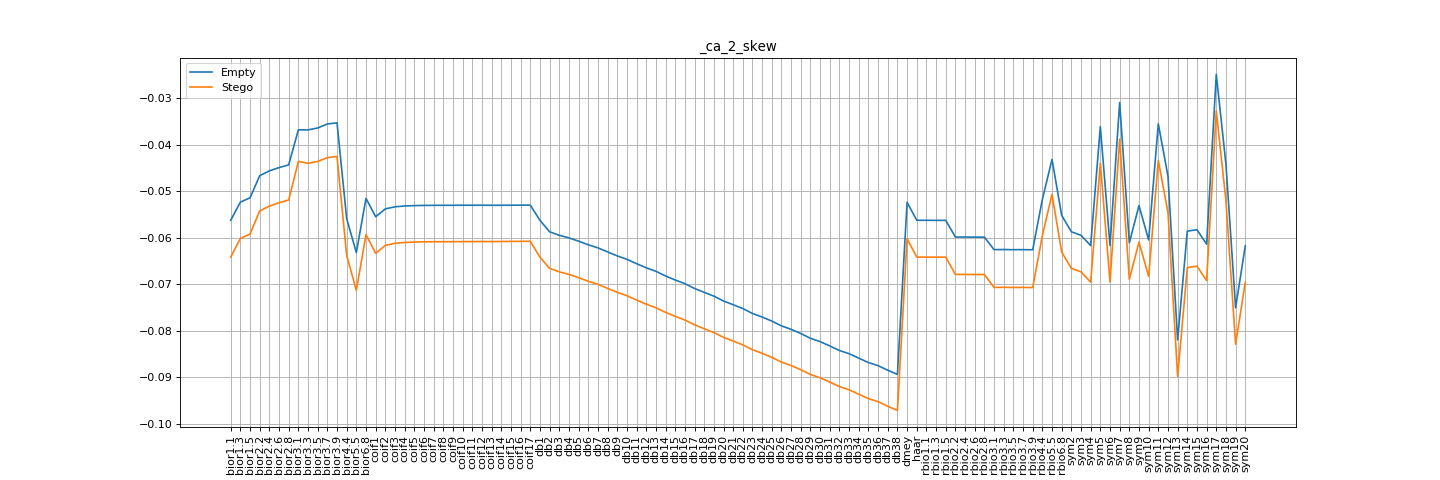 _ca_2_skew
Empty
Stego
−0.03
−0.04
−0.05
−0.06
−0.07
−0.08
−0.09
−0.10
bior1.1
bior1.3
bior1.5
bior2.2
bior2.4
bior2.6
bior2.8
bior3.1
bior3.3
bior3.5
bior3.7
bior3.9
bior4.4
bior5.5
bior6.8
coif1
coif2
coif3
coif4
coif5
coif6
coif7
coif8
coif9
coif10
coif11
coif12
coif13
coif14
coif15
coif16
coif17
db1
db2
db3
db4
db5
db6
db7
db8
db9
db10
db11
db12
db13
db14
db15
db16
db17
db18
db19
db20
db21
db22
db23
db24
db25
db26
db27
db28
db29
db30
db31
db32
db33
db34
db35
db36
db37
db38
dmey
haar
rbio1.1
rbio1.3
rbio1.5
rbio2.2
rbio2.4
rbio2.6
rbio2.8
rbio3.1
rbio3.3
rbio3.5
rbio3.7
rbio3.9
rbio4.4
rbio5.5
rbio6.8
sym2
sym3
sym4
sym5
sym6
sym7
sym8
sym9
sym10
sym11
sym12
sym13
sym14
sym15
sym16
sym17
sym18
sym19
sym20